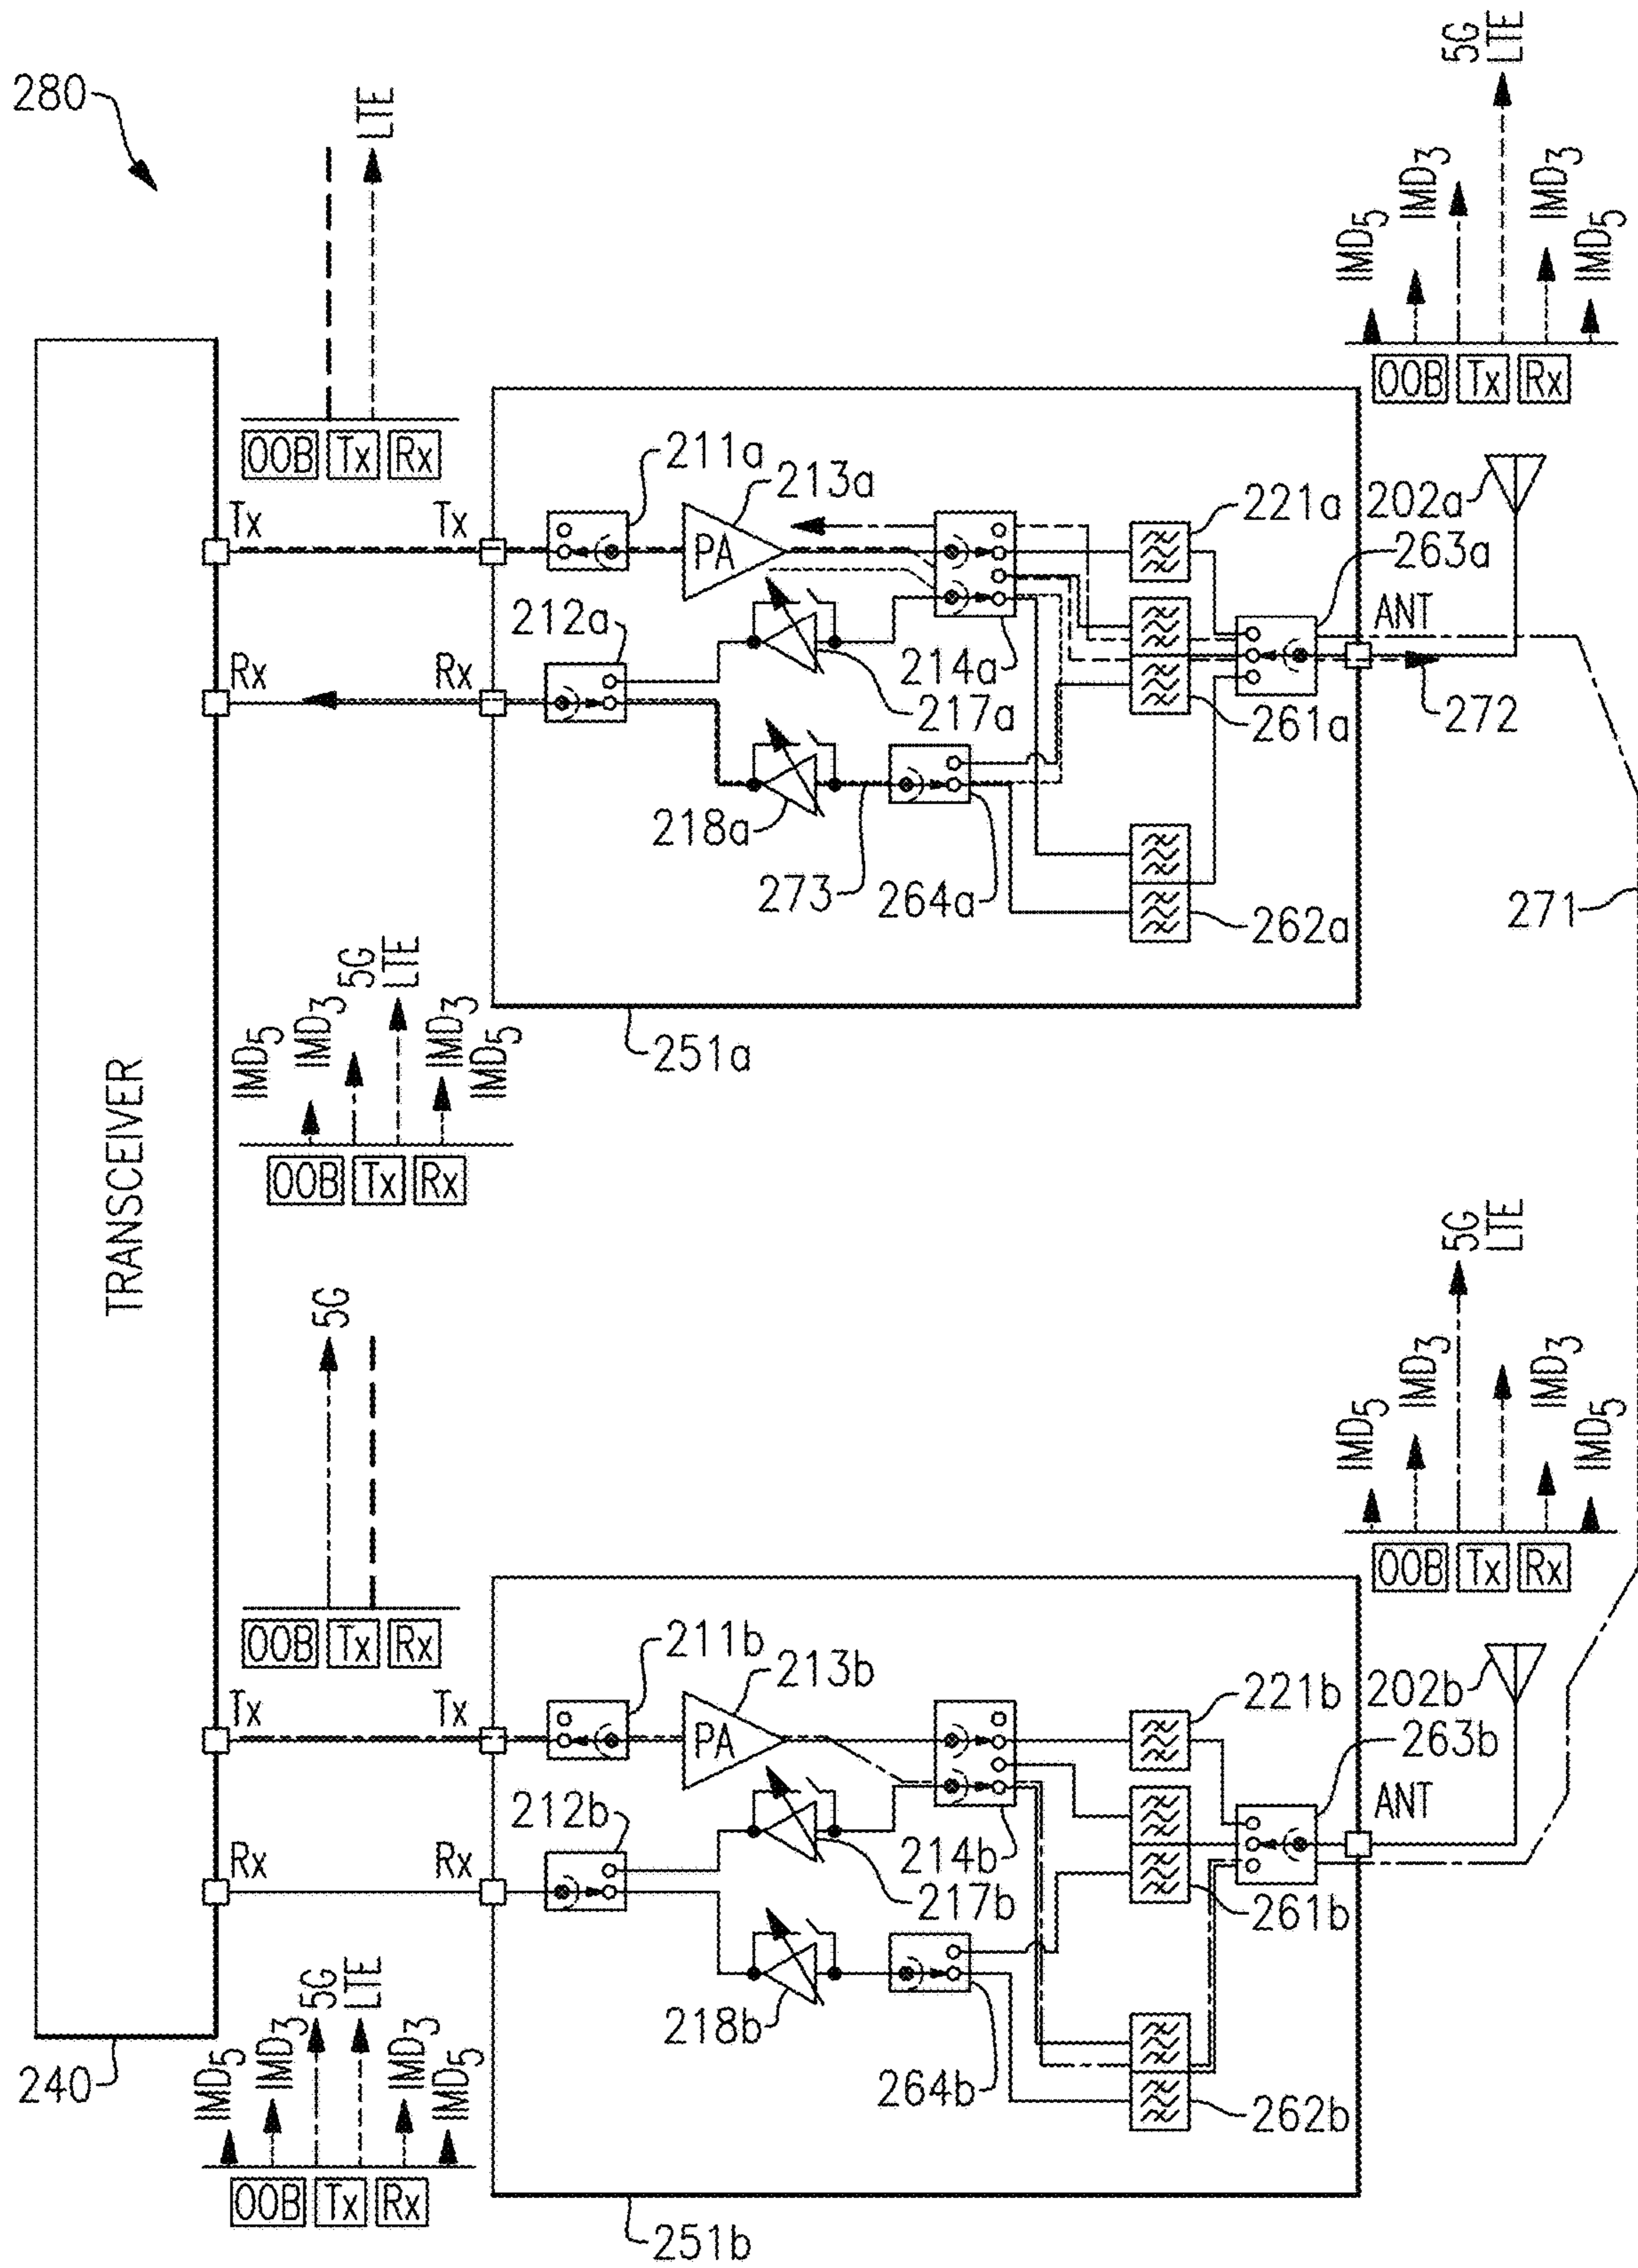 280
LTE
OOB Tx Rx
5G
LTE
IMD3
IMD3
IMD5
IMD5
OOB Tx Rx
Tx
Tx
211a
213a
PA
221a
202a
263a
ANT
Rx
Rx
212a
214a
217a
261a
272
218a
273
264a
262a
271
251a
5G
LTE
IMD3
IMD3
IMD5
IMD5
OOB Tx Rx
TRANSCEIVER
5G
OOB Tx Rx
5G
LTE
IMD3
IMD3
IMD5
IMD5
OOB Tx Rx
Tx
Tx
211b
213b
PA
221b
202b
263b
ANT
Rx
Rx
212b
214b
217b
261b
218b
264b
262b
240
5G
LTE
IMD3
IMD3
IMD5
IMD5
OOB Tx Rx
251b